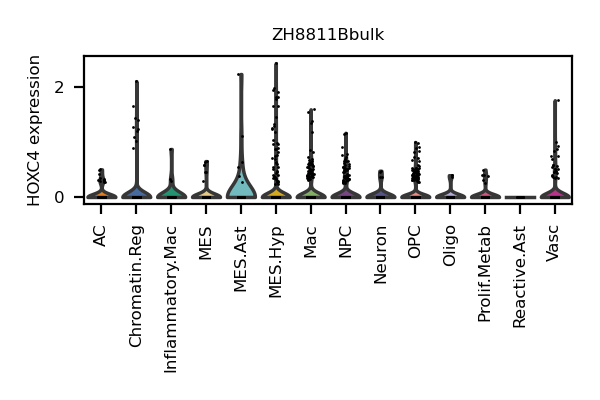 ZH8811Bbulk
HOXC4 expression
2
0
AC
Chromatin.Reg
Inflammatory.Mac
MES
MES.Ast
MES.Hyp
Mac
NPC
Neuron
OPC
Oligo
Prolif.Metab
Reactive.Ast
Vasc